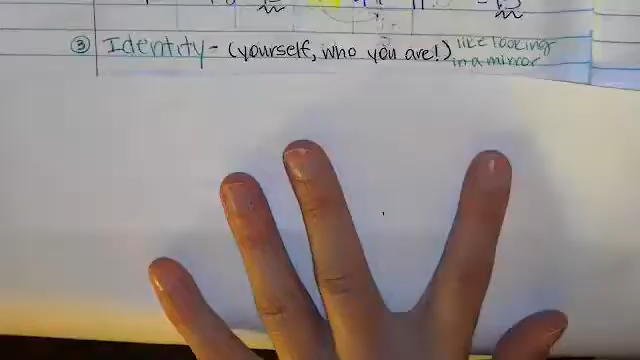 ③ Identity - (yourself, who you are!) like looking
in a mirror